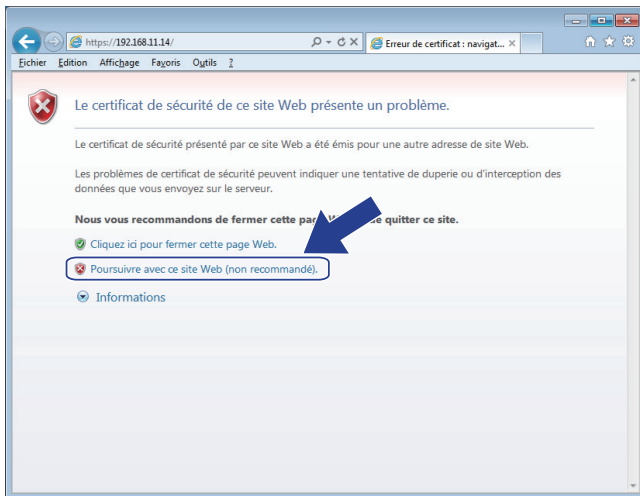 https://192.168.11.14/
Erreur de certificat : navigat...
Fichier Edition Affichage Favoris Outils ?
Le certificat de sécurité de ce site Web présente un problème.
Le certificat de sécurité présenté par ce site Web a été émis pour une autre adresse de site Web.
Les problèmes de certificat de sécurité peuvent indiquer une tentative de duperie ou d'interception des
données que vous envoyez sur le serveur.
Nous vous recommandons de fermer cette quitter ce site.
Cliquez ici pour fermer cette page Web.
Poursuivre avec ce site Web (non recommandé).
Informations